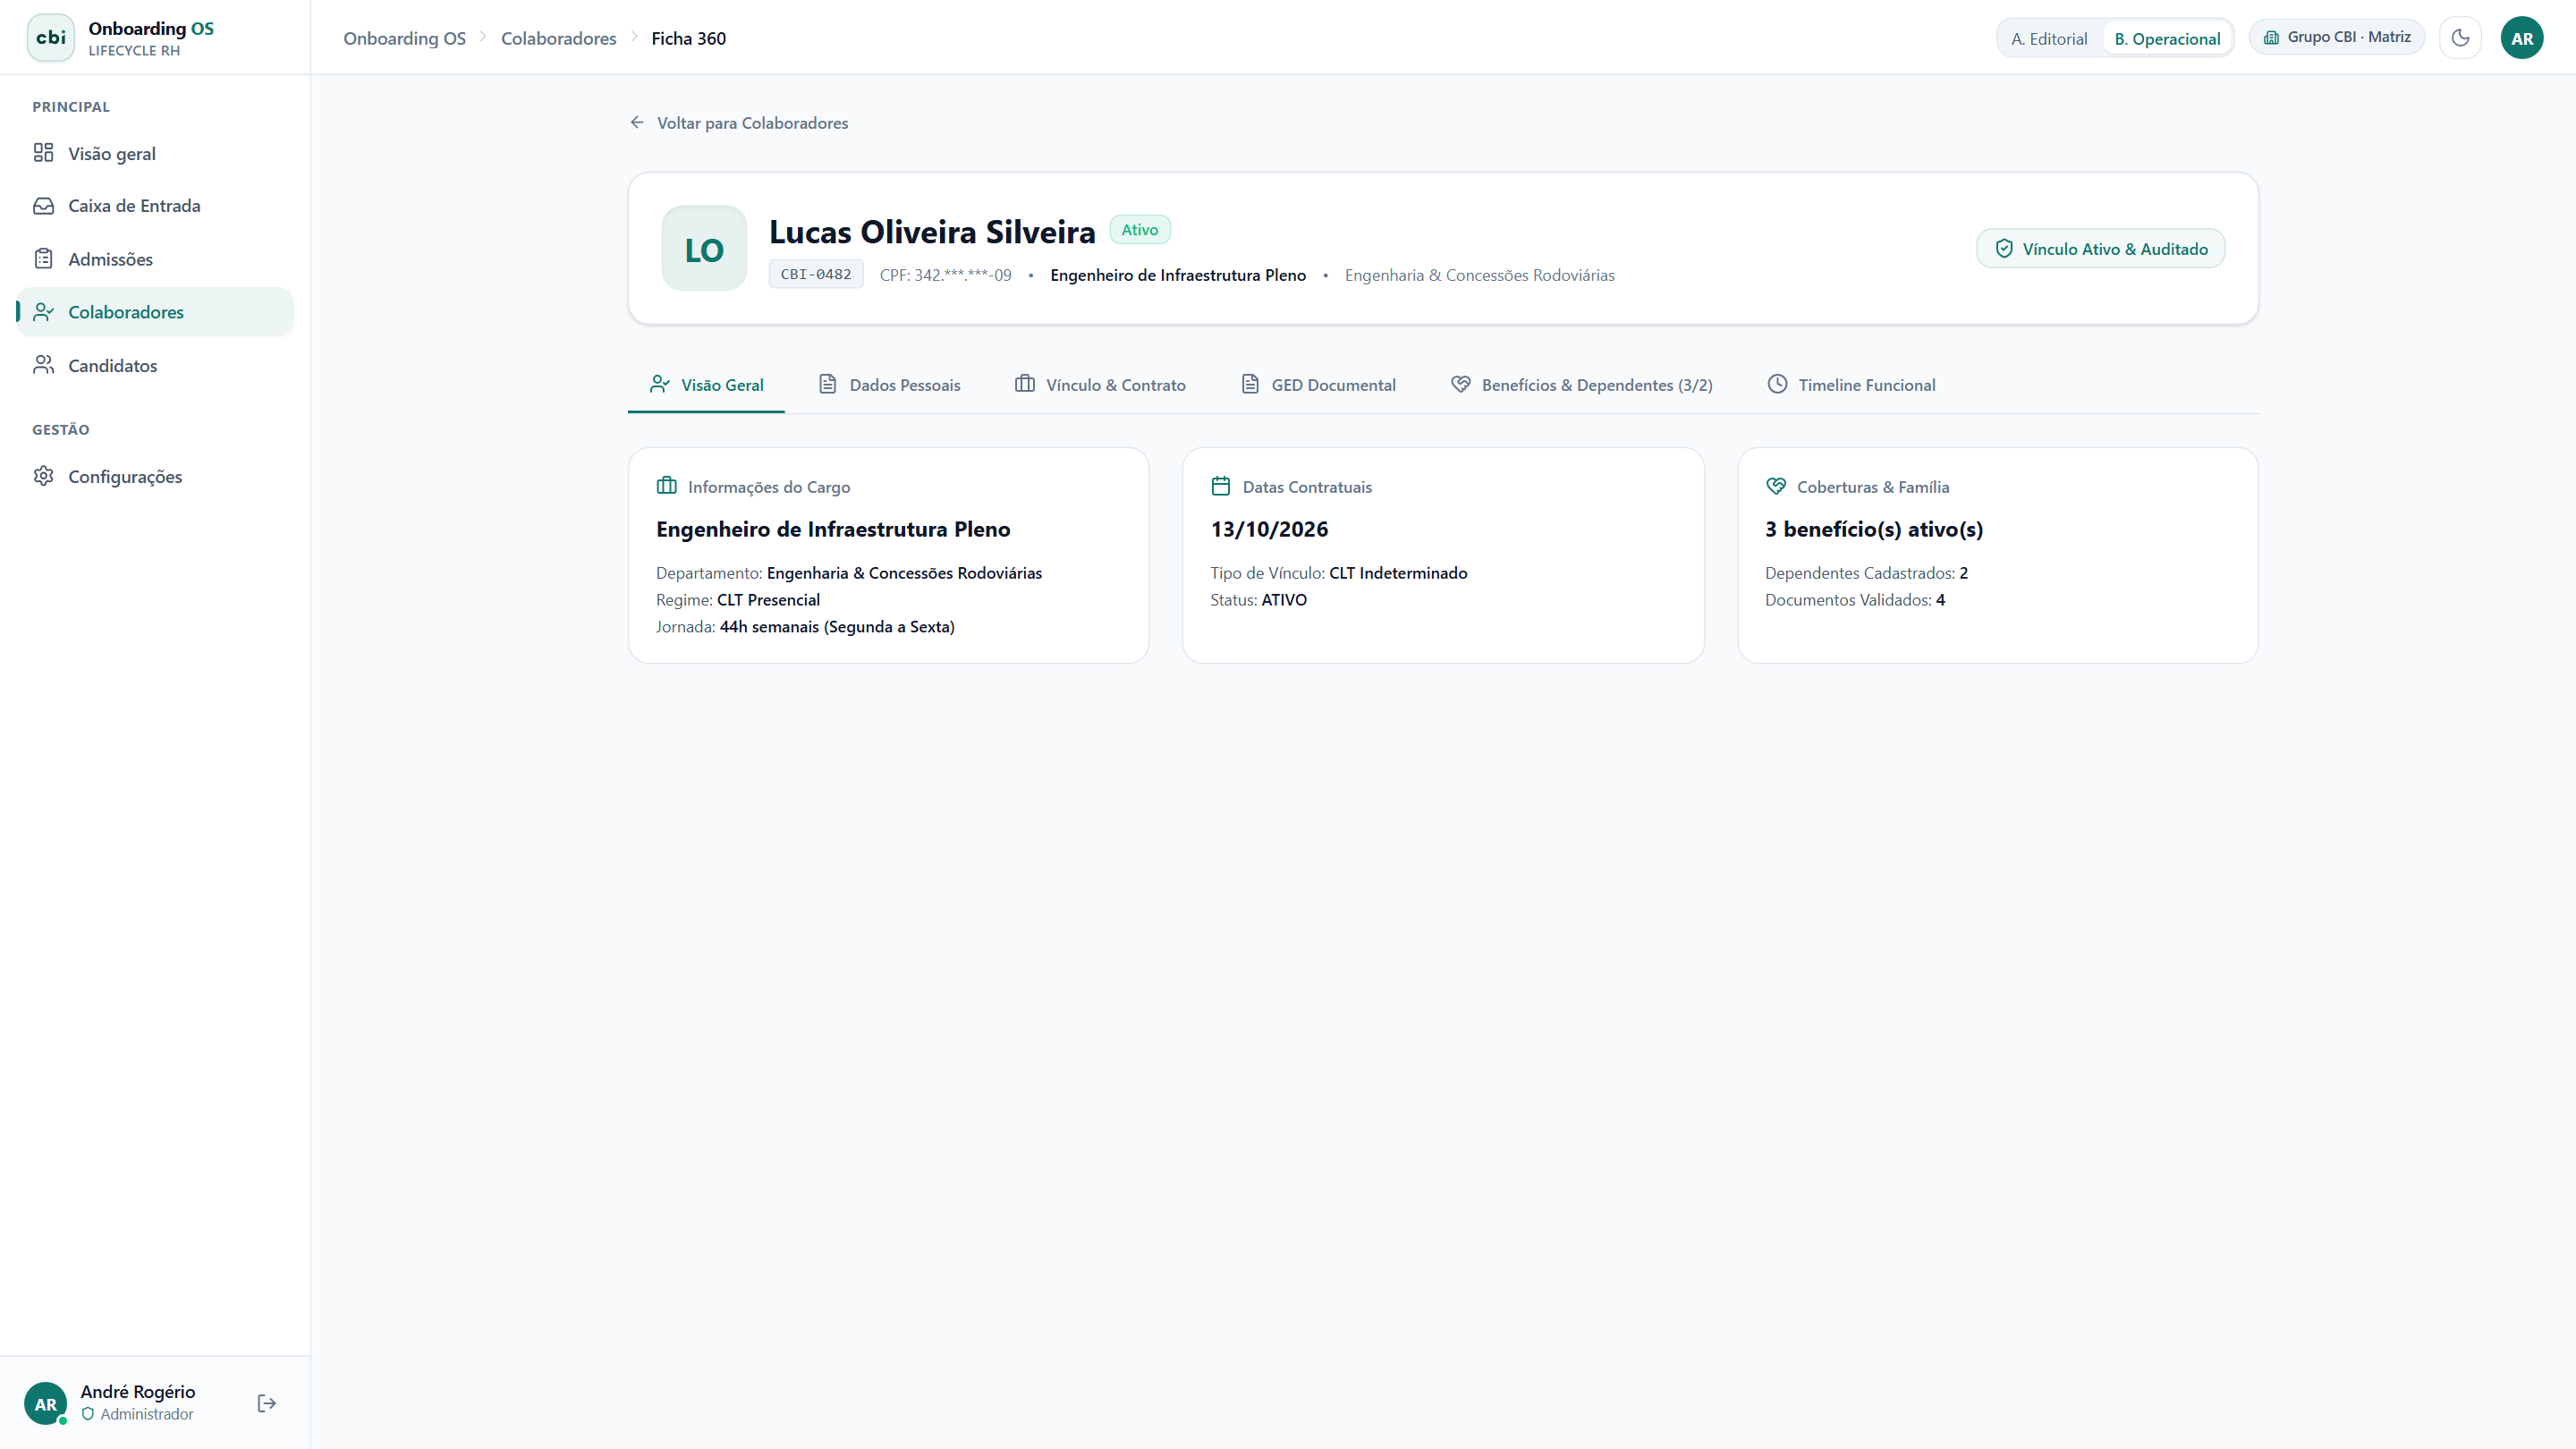 cbi
Onboarding OS
LIFECYCLE RH
Onboarding OS > Colaboradores > Ficha 360
A. Editorial
B. Operacional
Grupo CBI · Matriz
AR
PRINCIPAL
Visão geral
Caixa de Entrada
Admissões
Colaboradores
Candidatos
GESTÃO
Configurações
AR
André Rogério
Administrador
Voltar para Colaboradores
LO
Lucas Oliveira Silveira
Ativo
CBI-0482 CPF: 342.***.***-09 • Engenheiro de Infraestrutura Pleno • Engenharia & Concessões Rodoviárias
Vínculo Ativo & Auditado
Visão Geral
Dados Pessoais
Vínculo & Contrato
GED Documental
Benefícios & Dependentes (3/2)
Timeline Funcional
Informações do Cargo
Engenheiro de Infraestrutura Pleno
Departamento: Engenharia & Concessões Rodoviárias
Regime: CLT Presencial
Jornada: 44h semanais (Segunda a Sexta)
Datas Contratuais
13/10/2026
Tipo de Vínculo: CLT Indeterminado
Status: ATIVO
Coberturas & Família
3 benefício(s) ativo(s)
Dependentes Cadastrados: 2
Documentos Validados: 4